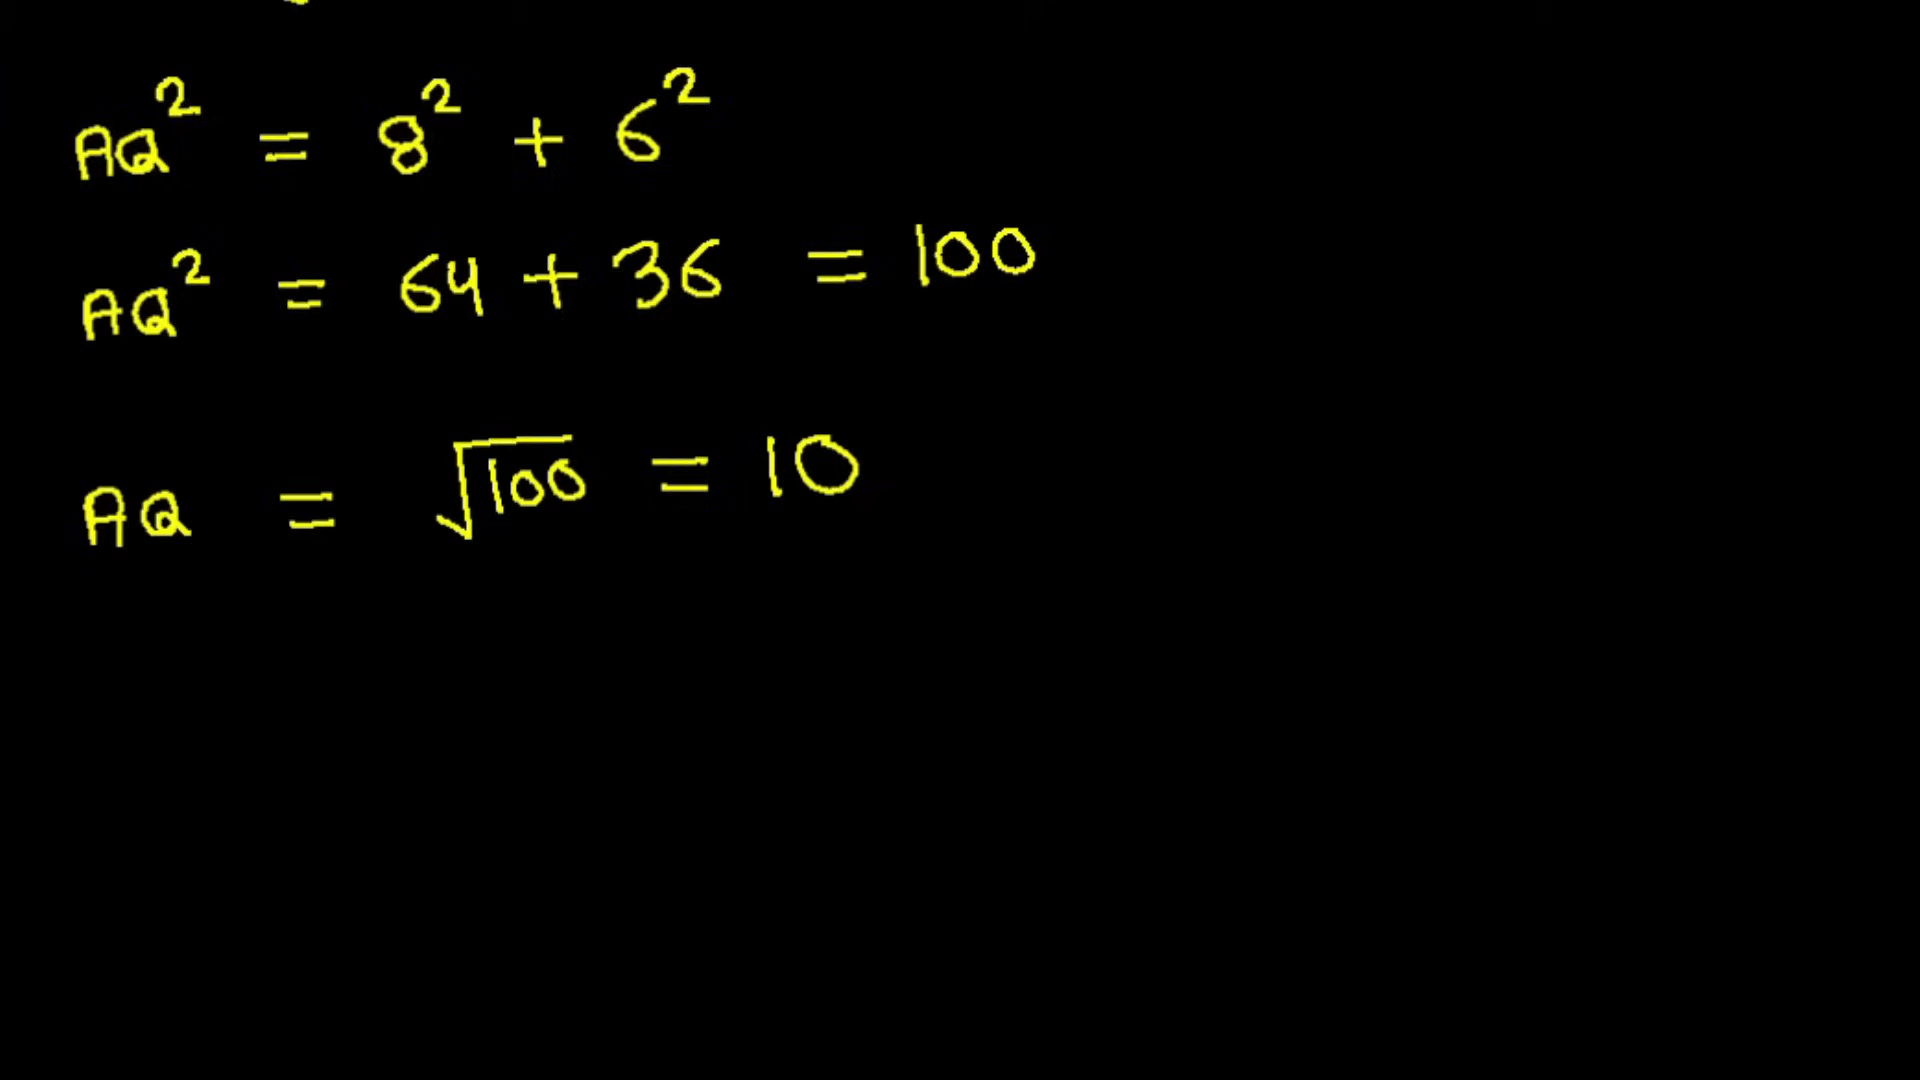 AQ² = 8² + 6²
AQ² = 64 + 36 = 100
AQ = √100 = 10